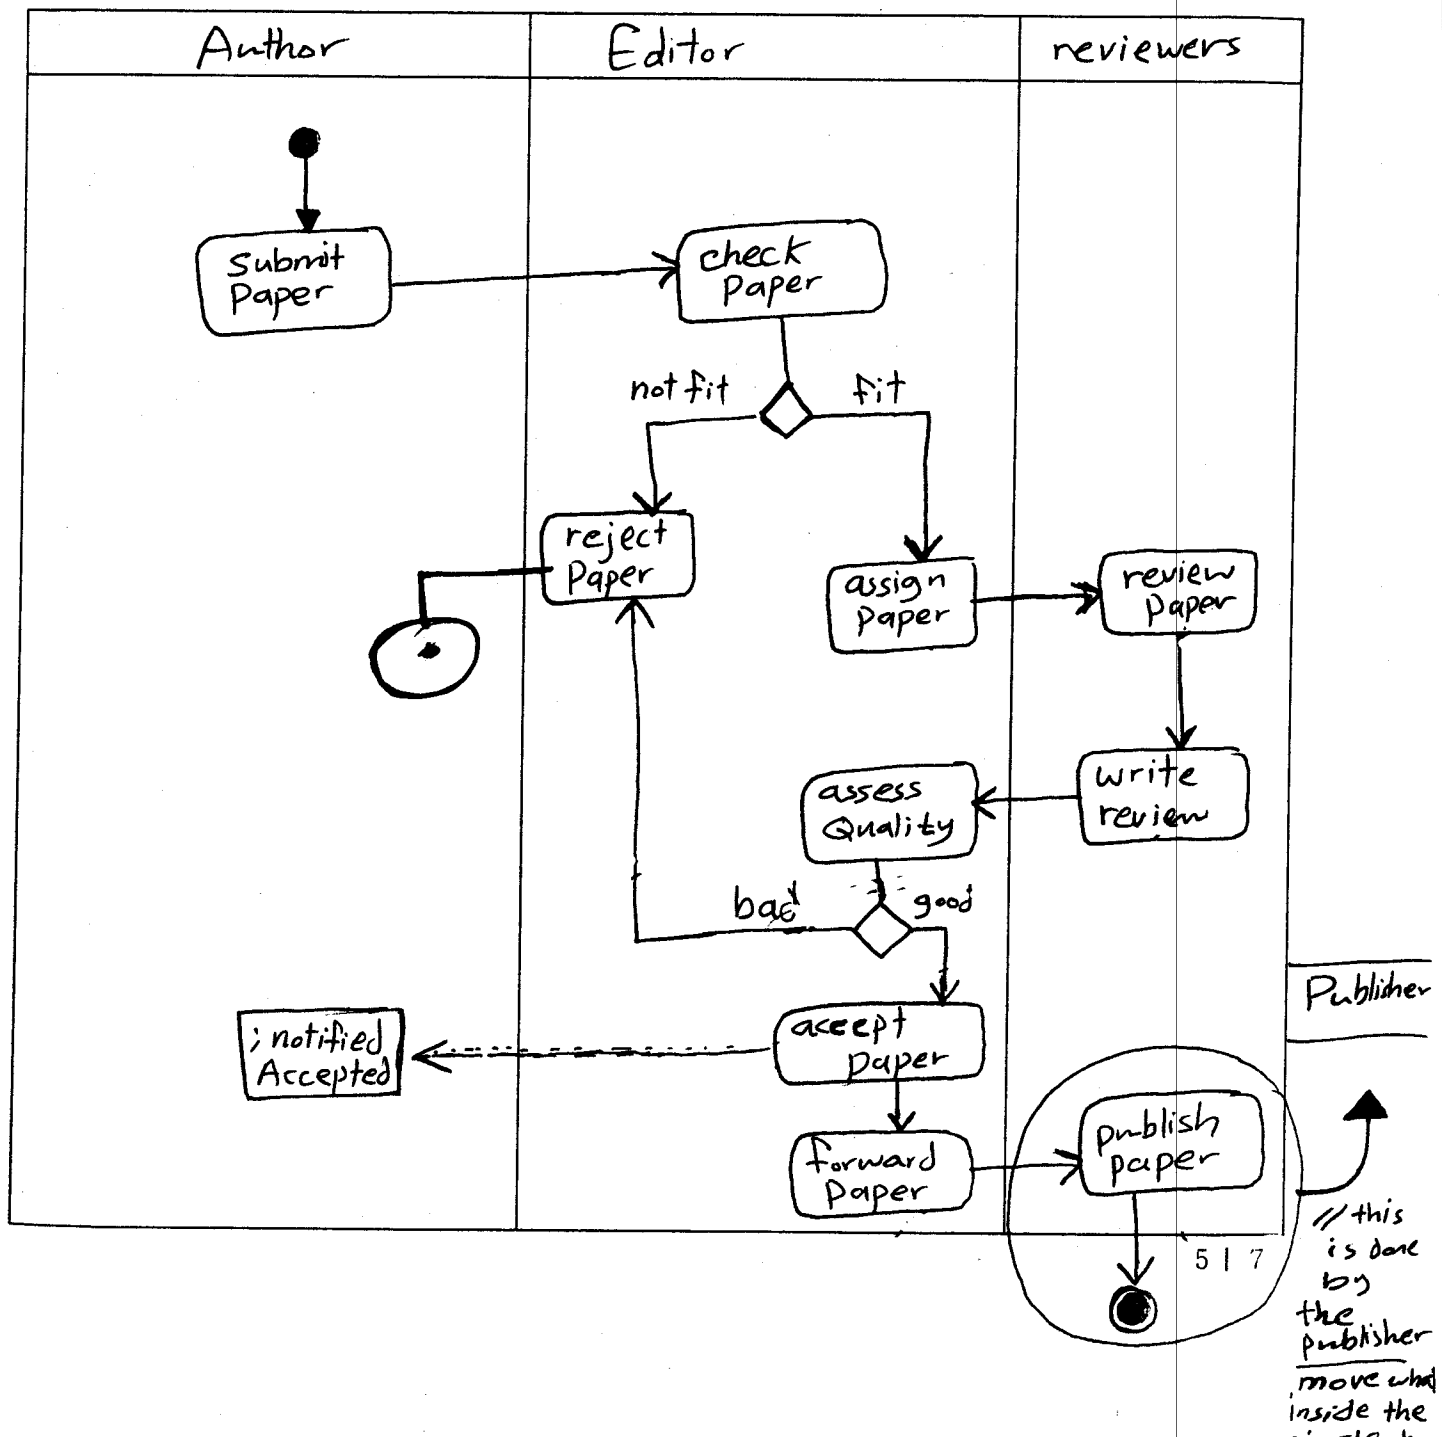 Author
Editor
reviewers
submit
paper
check
paper
not fit
fit
reject
paper
assign
paper
review
paper
write
review
assess
Quality
bad
good
accept
paper
: notified
Accepted
forward
paper
publish
paper
Publisher
5 | 7
// this
is done
by
the
publisher
move what
inside the